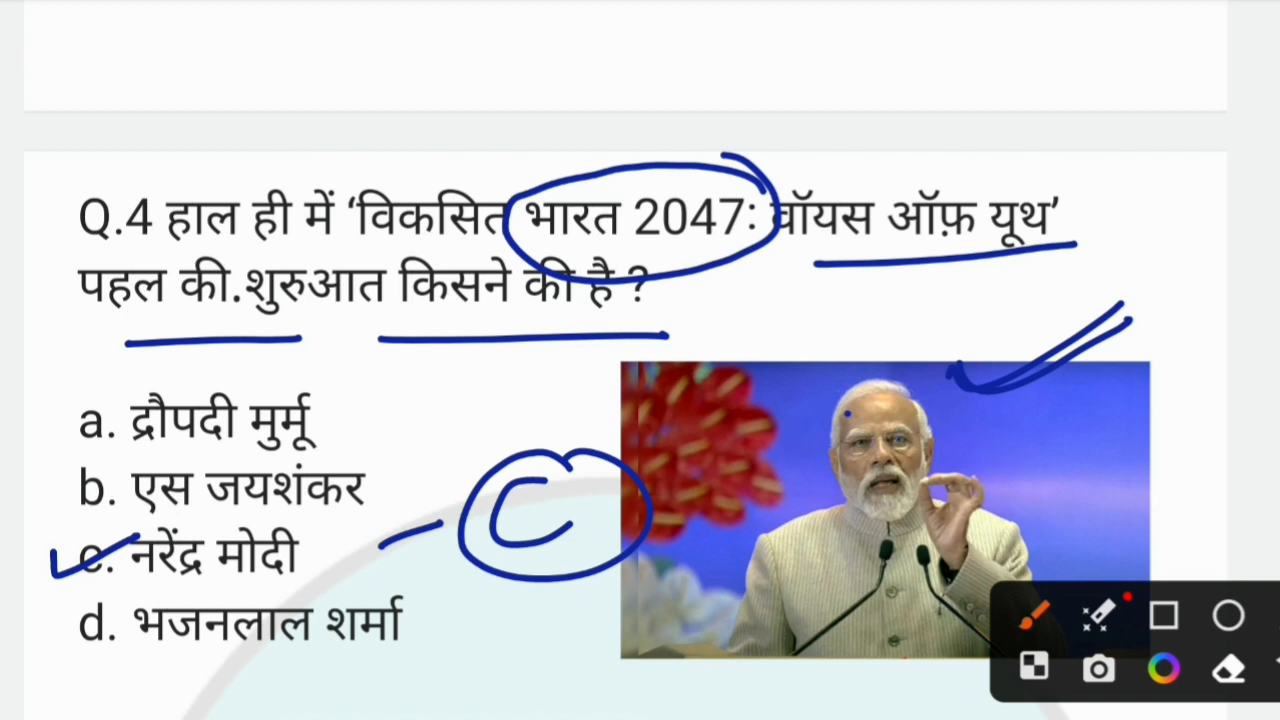 Q.4 हाल ही में ‘विकसित भारत 2047: वॉयस ऑफ़ यूथ’
पहल की.शुरुआत किसने की है ?
a. द्रौपदी मुर्मू
b. एस जयशंकर
c. नरेंद्र मोदी
C
d. भजनलाल शर्मा